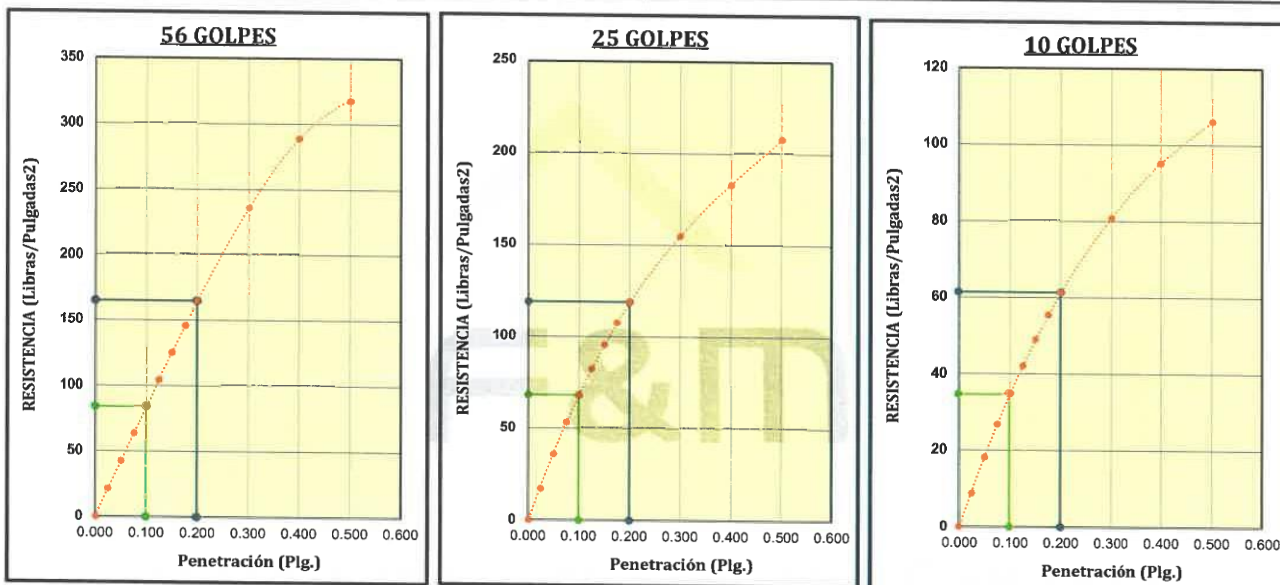 56 GOLPES
350
300
250
200
150
100
50
0
0.000 0.100 0.200 0.300 0.400 0.500 0.600
RESISTENCIA (Libras/Pulgadas2)
Penetración (Plg.)
25 GOLPES
250
200
150
100
50
0
0.000 0.100 0.200 0.300 0.400 0.500 0.600
RESISTENCIA (Libras/Pulgadas2)
Penetración (Plg.)
10 GOLPES
120
100
80
60
40
20
0
0.000 0.100 0.200 0.300 0.400 0.500 0.600
RESISTENCIA (Libras/Pulgadas2)
Penetración (Plg.)
F&M